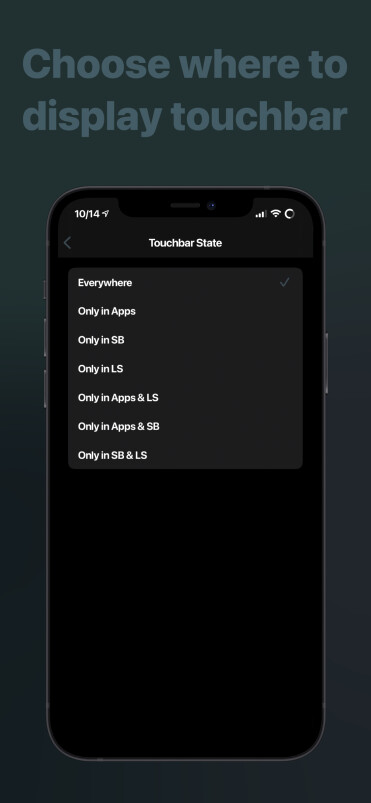 Choose where to
display touchbar
10/14
Touchbar State
Everywhere
Only in Apps
Only in SB
Only in LS
Only in Apps & LS
Only in Apps & SB
Only in SB & LS